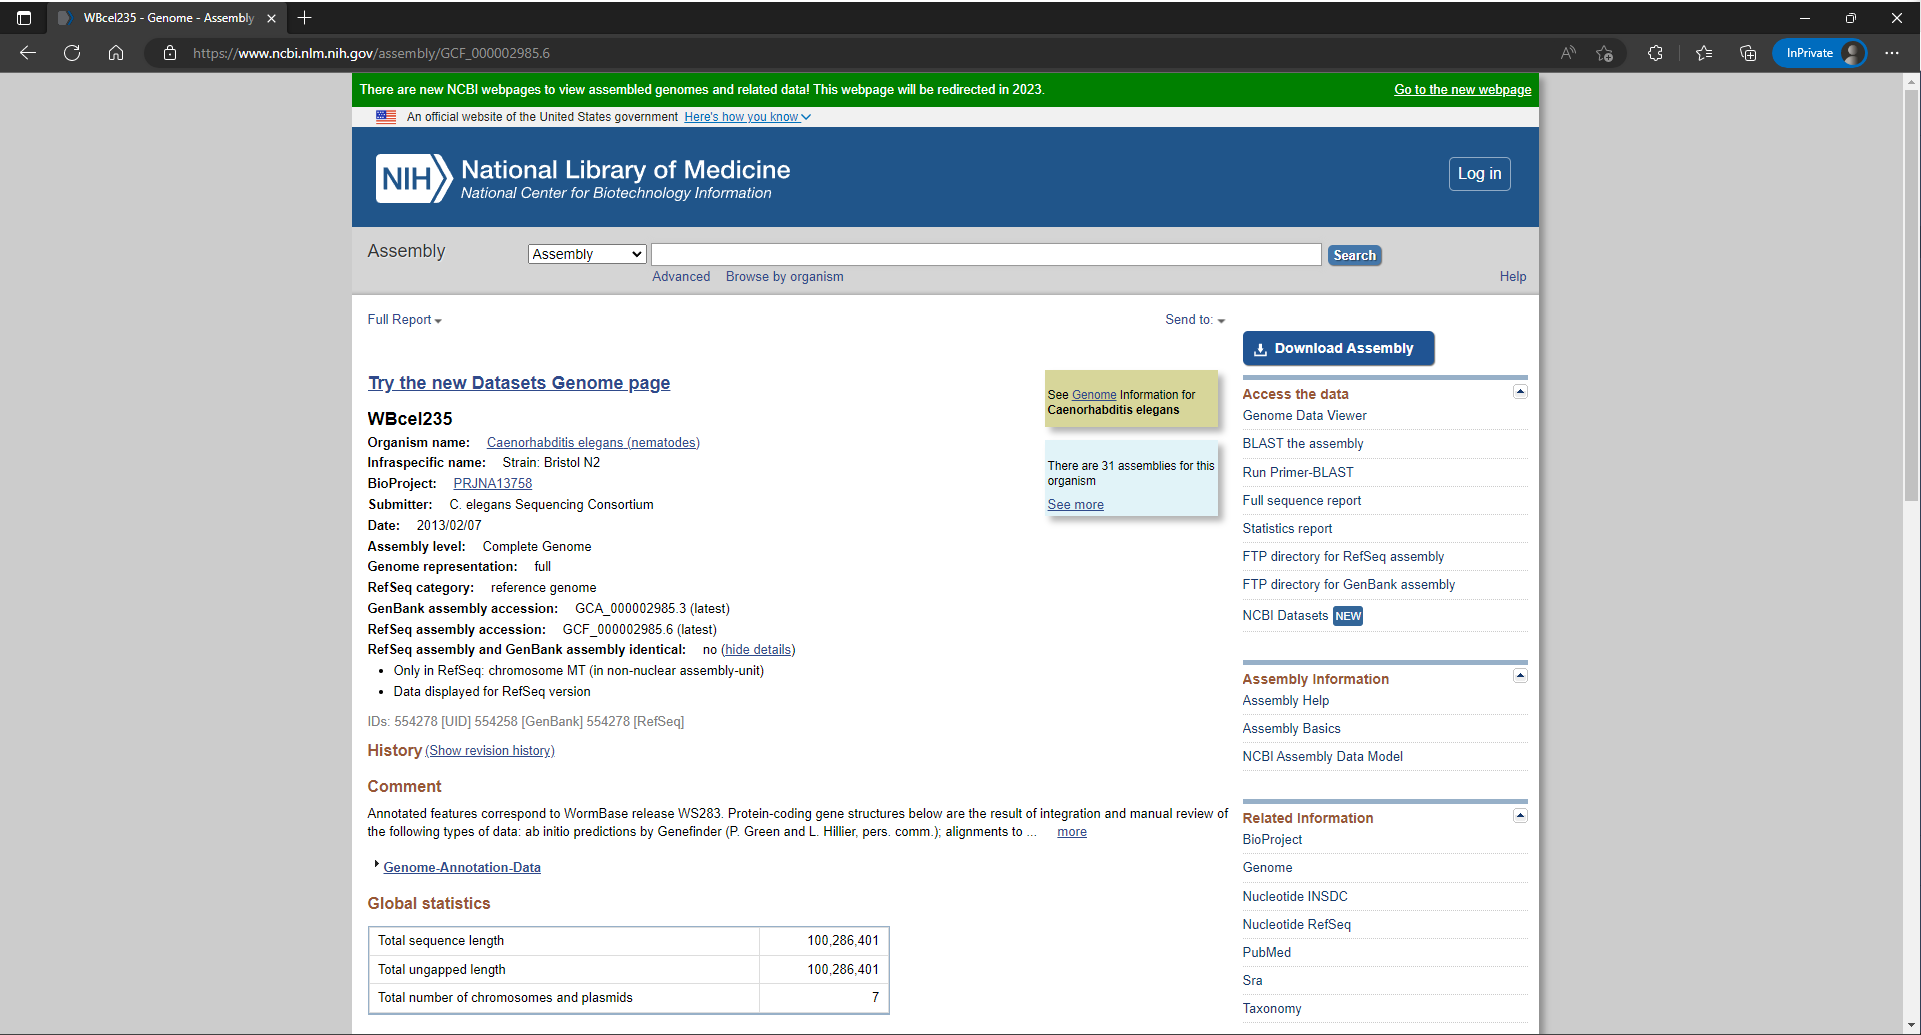 WBcel235 - Genome - Assembly
https://www.ncbi.nlm.nih.gov/assembly/GCF_000002985.6
InPrivate
There are new NCBI webpages to view assembled genomes and related data! This webpage will be redirected in 2023.
Go to the new webpage
An official website of the United States government Here's how you know
NIH National Library of Medicine
National Center for Biotechnology Information
Log in
Assembly
Assembly
Search
Advanced
Browse by organism
Help
Full Report
Send to:
Try the new Datasets Genome page
WBcel235
Organism name: Caenorhabditis elegans (nematodes)
Infraspecific name: Strain: Bristol N2
BioProject: PRJNA13758
Submitter: C. elegans Sequencing Consortium
Date: 2013/02/07
Assembly level: Complete Genome
Genome representation: full
RefSeq category: reference genome
GenBank assembly accession: GCA_000002985.3 (latest)
RefSeq assembly accession: GCF_000002985.6 (latest)
RefSeq assembly and GenBank assembly identical: no (hide details)
• Only in RefSeq: chromosome MT (in non-nuclear assembly-unit)
• Data displayed for RefSeq version
IDs: 554278 [UID] 554258 [GenBank] 554278 [RefSeq]
History (Show revision history)
Comment
Annotated features correspond to WormBase release WS283. Protein-coding gene structures below are the result of integration and manual review of
the following types of data: ab initio predictions by Genefinder (P. Green and L. Hillier, pers. comm.); alignments to ... more
Genome-Annotation-Data
Global statistics
Total sequence length 100,286,401
Total ungapped length 100,286,401
Total number of chromosomes and plasmids 7
See Genome Information for
Caenorhabditis elegans
There are 31 assemblies for this
organism
See more
Download Assembly
Access the data
Genome Data Viewer
BLAST the assembly
Run Primer-BLAST
Full sequence report
Statistics report
FTP directory for RefSeq assembly
FTP directory for GenBank assembly
NCBI Datasets NEW
Assembly Information
Assembly Help
Assembly Basics
NCBI Assembly Data Model
Related Information
BioProject
Genome
Nucleotide INSDC
Nucleotide RefSeq
PubMed
Sra
Taxonomy